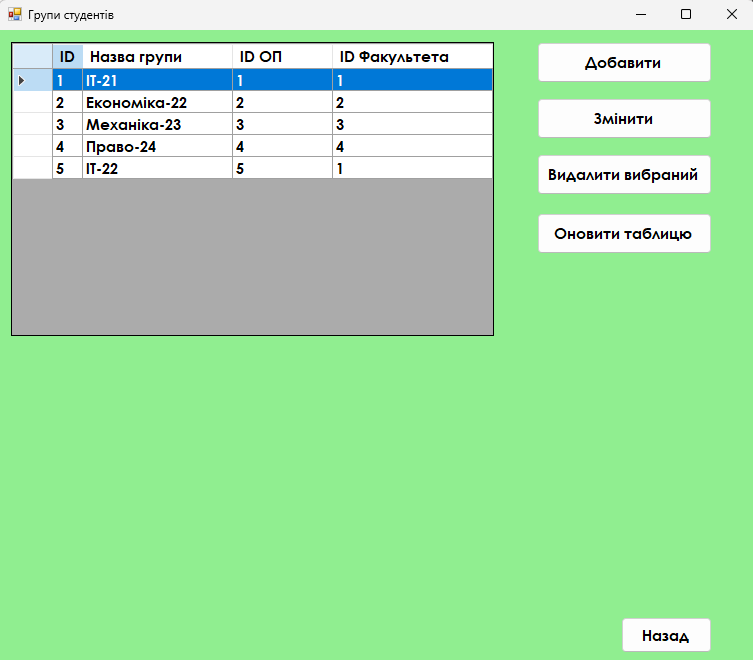 Групи студентів
ID Назва групи ID ОП ID Факультета
1 ІТ-21 1 1
2 Економіка-22 2 2
3 Механіка-23 3 3
4 Право-24 4 4
5 ІТ-22 5 1
Добавити
Змінити
Видалити вибраний
Оновити таблицю
Назад